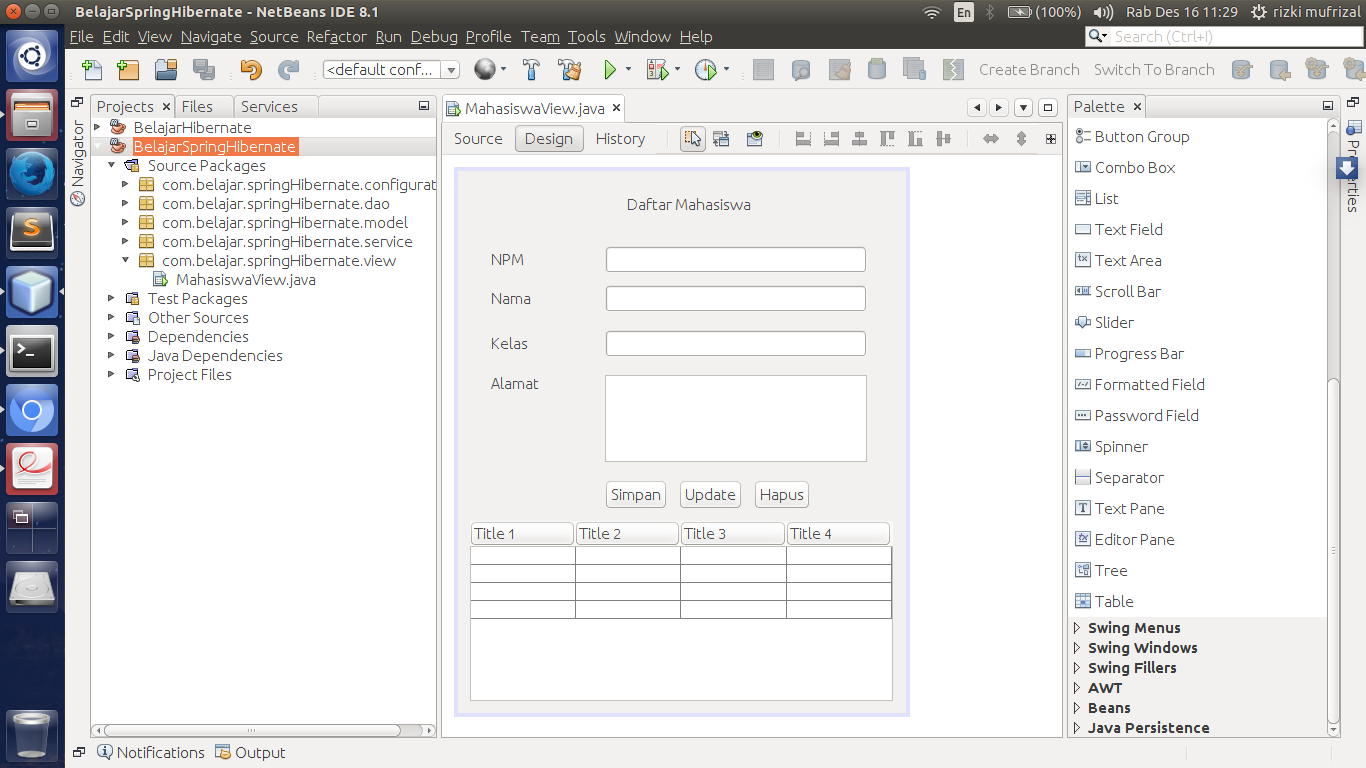 BelajarSpringHibernate - NetBeans IDE 8.1
En
(100%)
Rab Des 16 11:29
rizki mufrizal
File Edit View Navigate Source Refactor Run Debug Profile Team Tools Window Help
Search (Ctrl+I)
<default conf...
Create Branch
Switch To Branch
Projects
Files
Services
Navigator
BelajarHibernate
BelajarSpringHibernate
Source Packages
com.belajar.springHibernate.configurat
com.belajar.springHibernate.dao
com.belajar.springHibernate.model
com.belajar.springHibernate.service
com.belajar.springHibernate.view
MahasiswaView.java
Test Packages
Other Sources
Dependencies
Java Dependencies
Project Files
MahasiswaView.java
Source
Design
History
Daftar Mahasiswa
NPM
Nama
Kelas
Alamat
Simpan
Update
Hapus
Title 1
Title 2
Title 3
Title 4
Palette
Button Group
Combo Box
List
Text Field
Text Area
Scroll Bar
Slider
Progress Bar
Formatted Field
Password Field
Spinner
Separator
Text Pane
Editor Pane
Tree
Table
Swing Menus
Swing Windows
Swing Fillers
AWT
Beans
Java Persistence
Notifications
Output